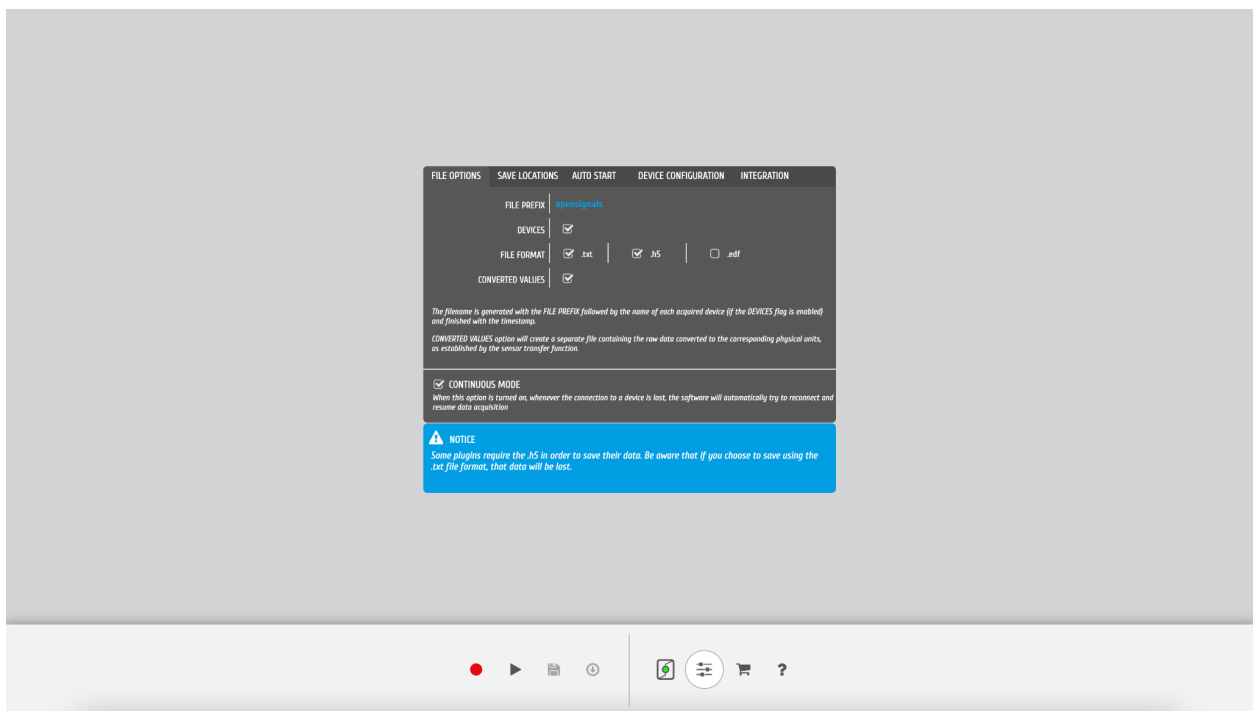 FILE OPTIONS SAVE LOCATIONS AUTO START DEVICE CONFIGURATION INTEGRATION
FILE PREFIX opensignals
DEVICES
FILE FORMAT .txt .h5 .edf
CONVERTED VALUES
The filename is generated with the FILE PREFIX followed by the name of each acquired device (if the DEVICES flag is enabled)
and finished with the timestamp.
CONVERTED VALUES option will create a separate file containing the raw data converted to the corresponding physical units,
as established by the sensor transfer function.
CONTINUOUS MODE
When this option is turned on, whenever the connection to a device is lost, the software will automatically try to reconnect and
resume data acquisition
NOTICE
Some plugins require the .h5 in order to save their data. Be aware that if you choose to save using the
.txt file format, that data will be lost.
?